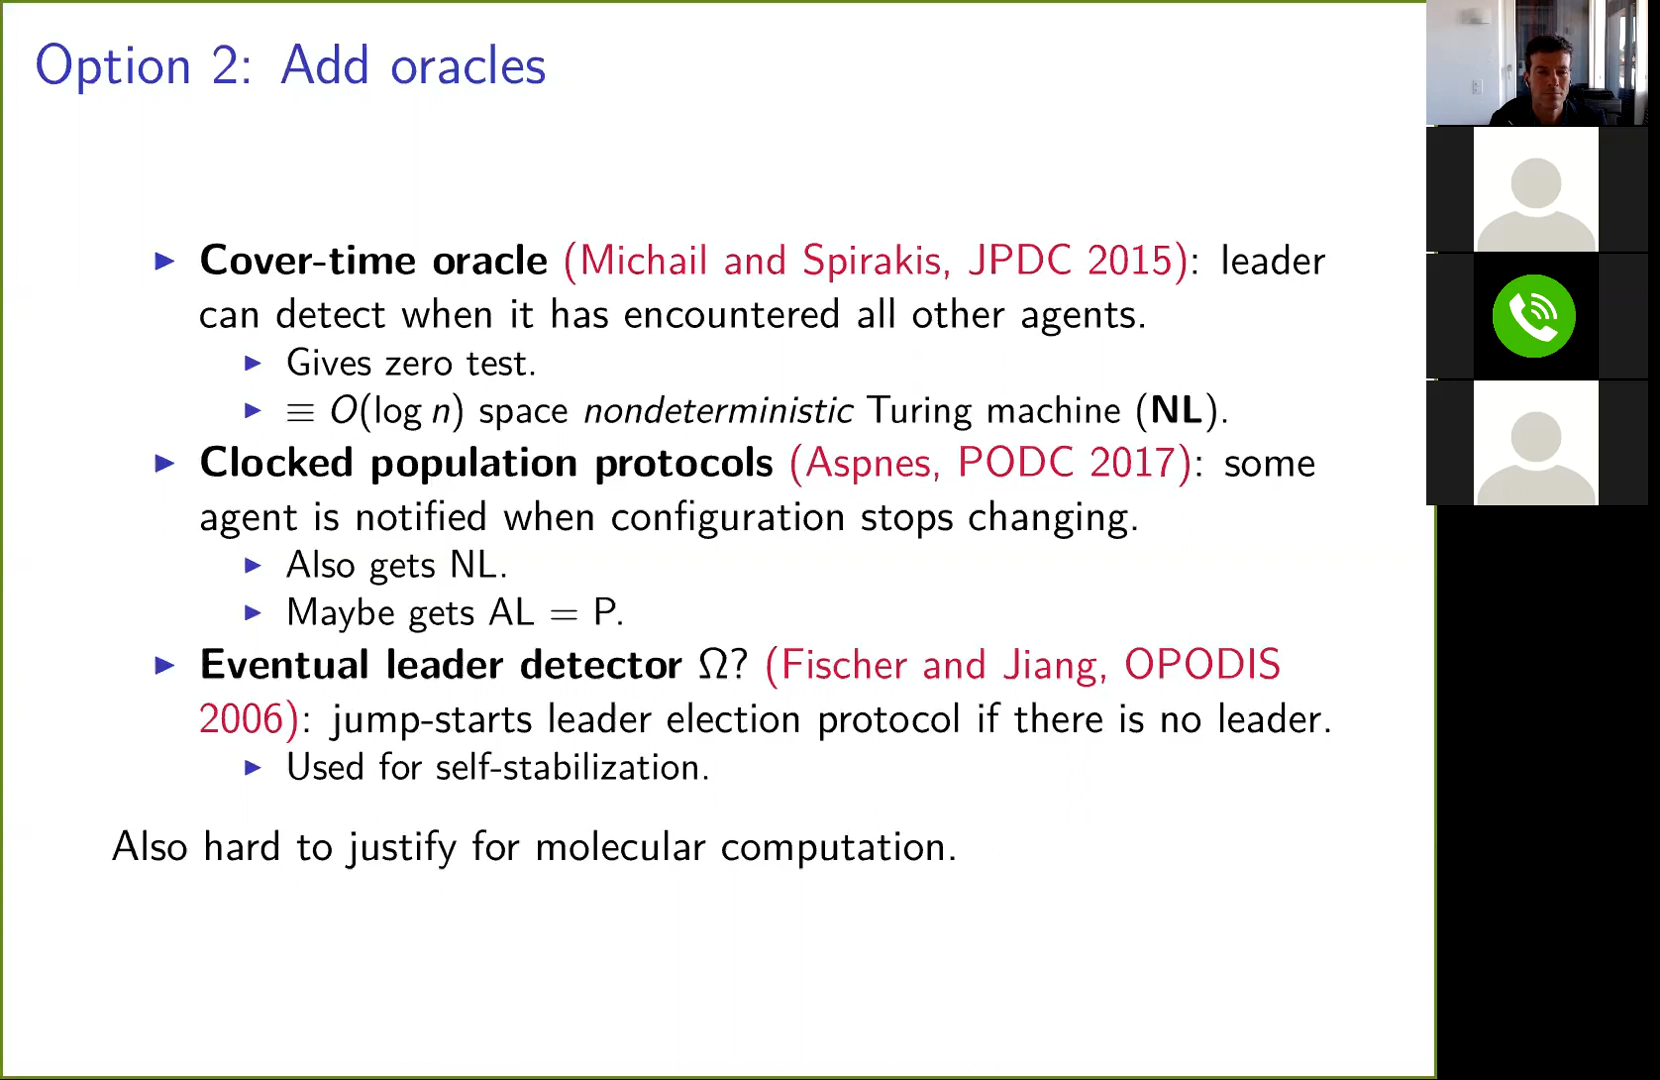 Option 2: Add oracles
▶ Cover-time oracle (Michail and Spirakis, JPDC 2015): leader
can detect when it has encountered all other agents.
▶ Gives zero test.
▶ ≡ O(log n) space nondeterministic Turing machine (NL).
▶ Clocked population protocols (Aspnes, PODC 2017): some
agent is notified when configuration stops changing.
▶ Also gets NL.
▶ Maybe gets AL = P.
▶ Eventual leader detector Ω? (Fischer and Jiang, OPODIS
2006): jump-starts leader election protocol if there is no leader.
▶ Used for self-stabilization.
Also hard to justify for molecular computation.